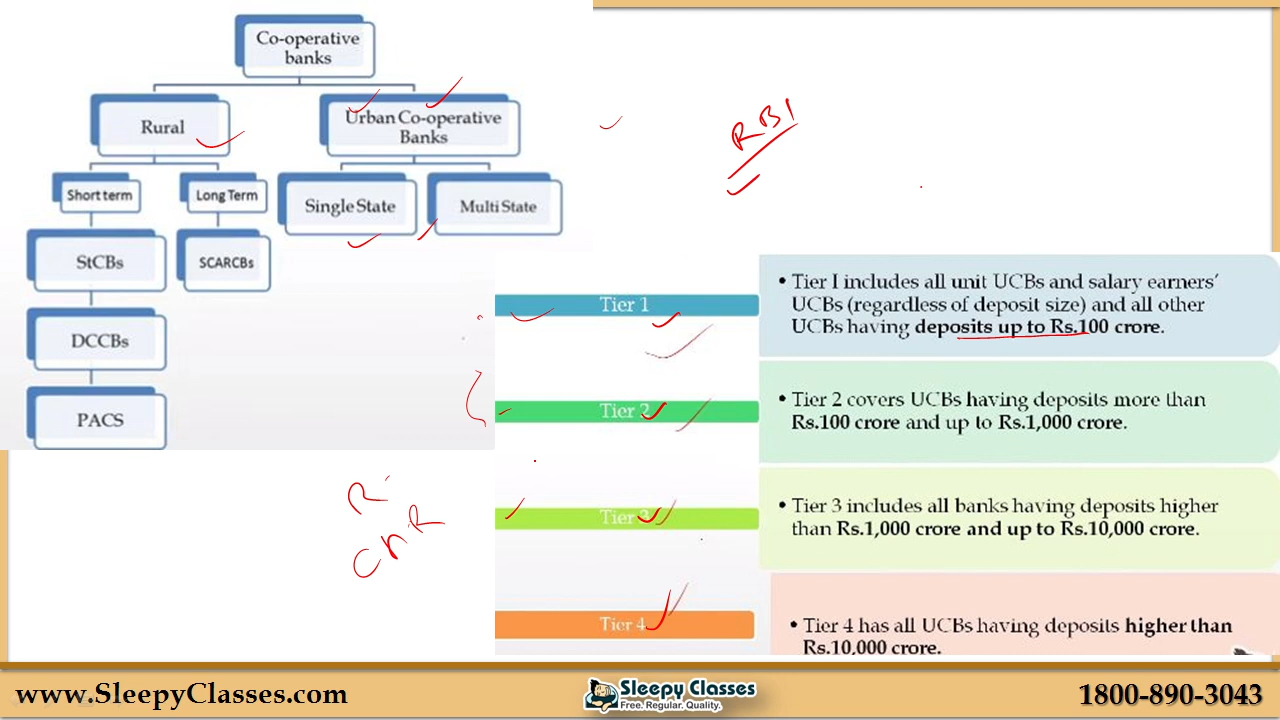 Co-operative
banks
Rural
Urban Co-operative
Banks
Short term
Long Term
Single State
Multi State
StCBs
SCARCBs
DCCBs
PACS
RBI
Tier 1
• Tier I includes all unit UCBs and salary earners'
UCBs (regardless of deposit size) and all other
UCBs having deposits up to Rs.100 crore.
Tier 2
• Tier 2 covers UCBs having deposits more than
Rs.100 crore and up to Rs.1,000 crore.
Tier 3
• Tier 3 includes all banks having deposits higher
than Rs.1,000 crore and up to Rs.10,000 crore.
Tier 4
• Tier 4 has all UCBs having deposits higher than
Rs.10,000 crore.
R
www.SleepyClasses.com
Sleepy Classes
Free. Regular. Quality.
1800-890-3043